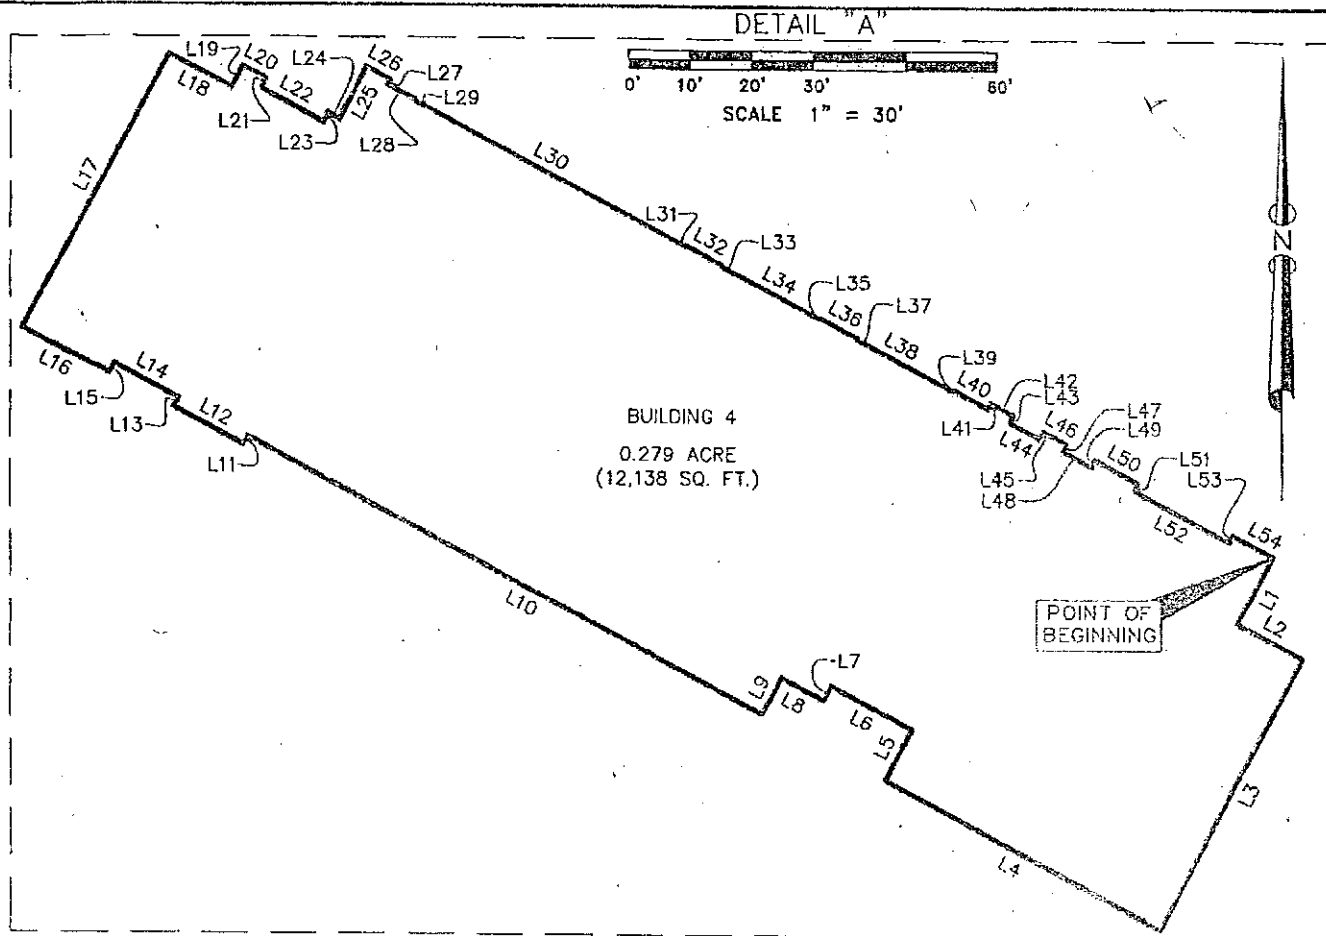 DETAIL "A"
0' 10' 20' 30' 60'
SCALE 1" = 30'
L19
L20
L24
L26
L27
L29
L18
L22
L25
L21
L23
L28
L17
L30
L31
L32
L33
N
L34
L35
L36
L37
L38
L39
L16
L14
L40
L42
L43
L15
L13
L12
BUILDING 4
L41
L44
L46
L47
L49
L11
0.279 ACRE
(12,138 SQ. FT.)
L45
L48
L50
L51
L53
L52
L54
L10
POINT OF
BEGINNING
L1
L2
L7
L9
L8
L6
L5
L3
L4